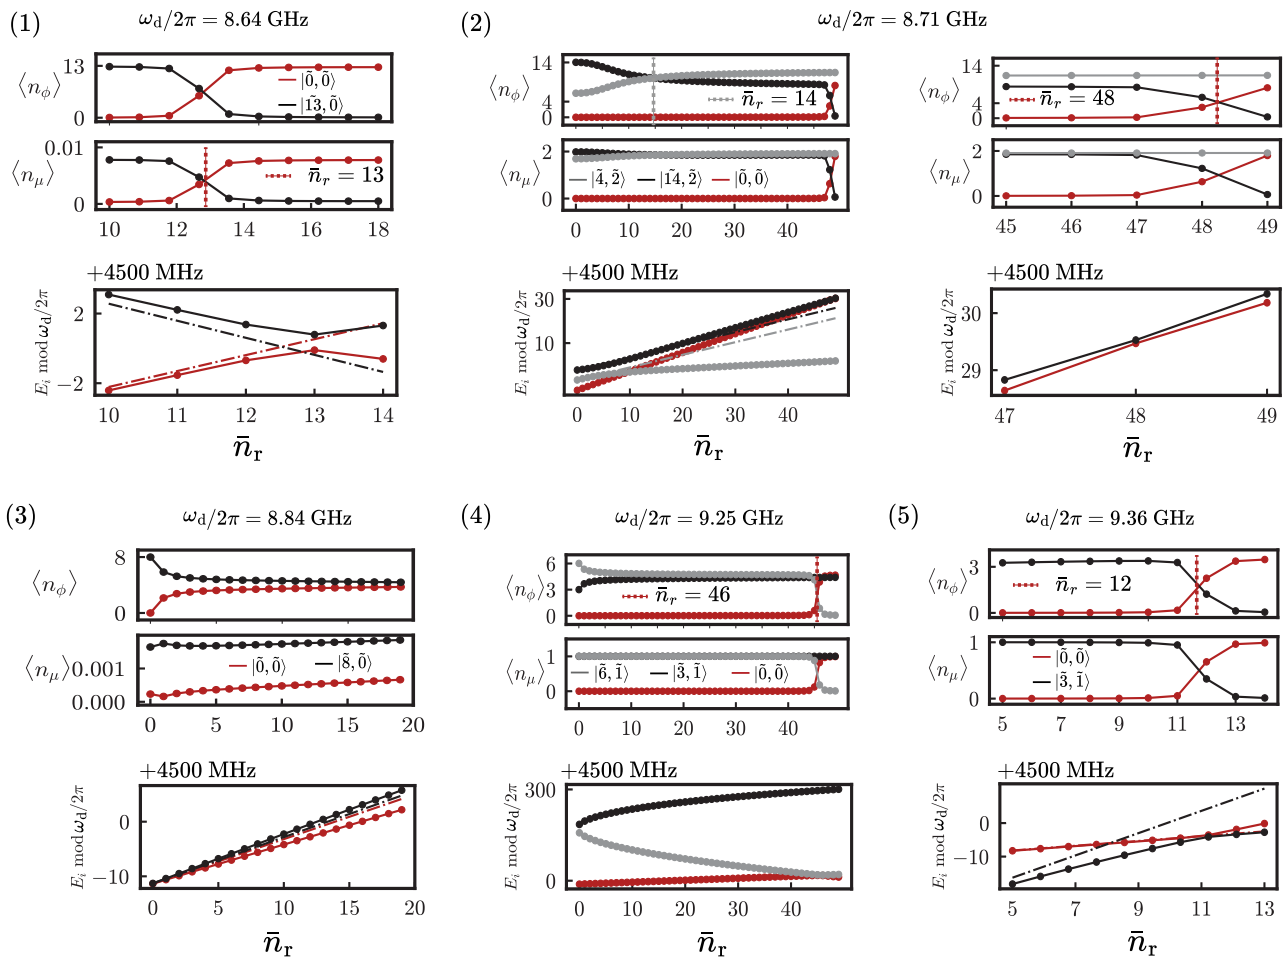 (1)
ω_d/2π = 8.64 GHz
⟨n_ϕ⟩
13
0
|0̃, 0̃⟩
|1̃3, 0̃⟩
⟨n_μ⟩
0.01
0
n̄_r = 13
10 12 14 16 18
+4500 MHz
E_i mod ω_d/2π
2
−2
10 11 12 13 14
n̄_r
(2)
ω_d/2π = 8.71 GHz
⟨n_ϕ⟩
14
4
0
n̄_r = 14
⟨n_μ⟩
2
0
|4̃, 2̃⟩ |1̃4, 2̃⟩ |0̃, 0̃⟩
0 10 20 30 40
+4500 MHz
E_i mod ω_d/2π
30
10
0 10 20 30 40
n̄_r
⟨n_ϕ⟩
14
4
0
n̄_r = 48
⟨n_μ⟩
2
0
45 46 47 48 49
+4500 MHz
E_i mod ω_d/2π
30
29
47 48 49
n̄_r
(3)
ω_d/2π = 8.84 GHz
⟨n_ϕ⟩
8
0
⟨n_μ⟩
0.001
0.000
|0̃, 0̃⟩ |8̃, 0̃⟩
0 5 10 15 20
+4500 MHz
E_i mod ω_d/2π
0
−10
0 5 10 15 20
n̄_r
(4)
ω_d/2π = 9.25 GHz
⟨n_ϕ⟩
6
3
0
n̄_r = 46
⟨n_μ⟩
1
0
|6̃, 1̃⟩ |3̃, 1̃⟩ |0̃, 0̃⟩
0 10 20 30 40
+4500 MHz
E_i mod ω_d/2π
300
0
0 10 20 30 40
n̄_r
(5)
ω_d/2π = 9.36 GHz
⟨n_ϕ⟩
3
0
n̄_r = 12
⟨n_μ⟩
1
0
|0̃, 0̃⟩
|3̃, 1̃⟩
5 7 9 11 13
+4500 MHz
E_i mod ω_d/2π
0
−10
5 7 9 11 13
n̄_r